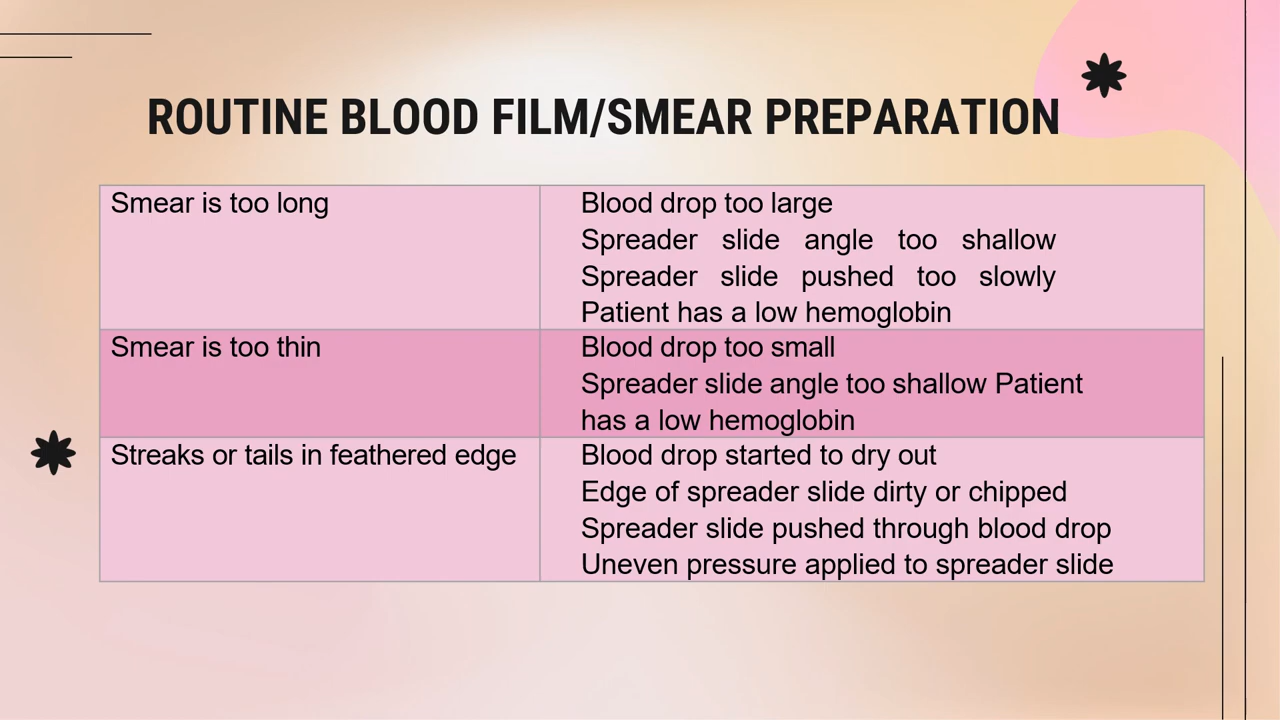 ROUTINE BLOOD FILM/SMEAR PREPARATION
Smear is too long
Blood drop too large
Spreader slide angle too shallow
Spreader slide pushed too slowly
Patient has a low hemoglobin
Smear is too thin
Blood drop too small
Spreader slide angle too shallow Patient
has a low hemoglobin
Streaks or tails in feathered edge
Blood drop started to dry out
Edge of spreader slide dirty or chipped
Spreader slide pushed through blood drop
Uneven pressure applied to spreader slide